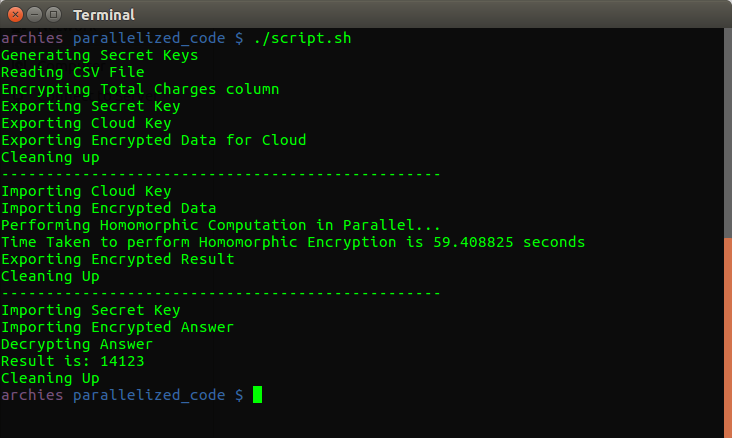 Terminal
archies parallelized_code $ ./script.sh
Generating Secret Keys
Reading CSV File
Encrypting Total Charges column
Exporting Secret Key
Exporting Cloud Key
Exporting Encrypted Data for Cloud
Cleaning up
-------------------------------------------------
Importing Cloud Key
Importing Encrypted Data
Performing Homomorphic Computation in Parallel...
Time Taken to perform Homomorphic Encryption is 59.408825 seconds
Exporting Encrypted Result
Cleaning Up
-------------------------------------------------
Importing Secret Key
Importing Encrypted Answer
Decrypting Answer
Result is: 14123
Cleaning Up
archies parallelized_code $